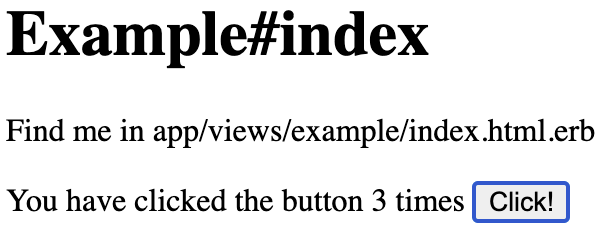 Example#index
Find me in app/views/example/index.html.erb
You have clicked the button 3 times Click!